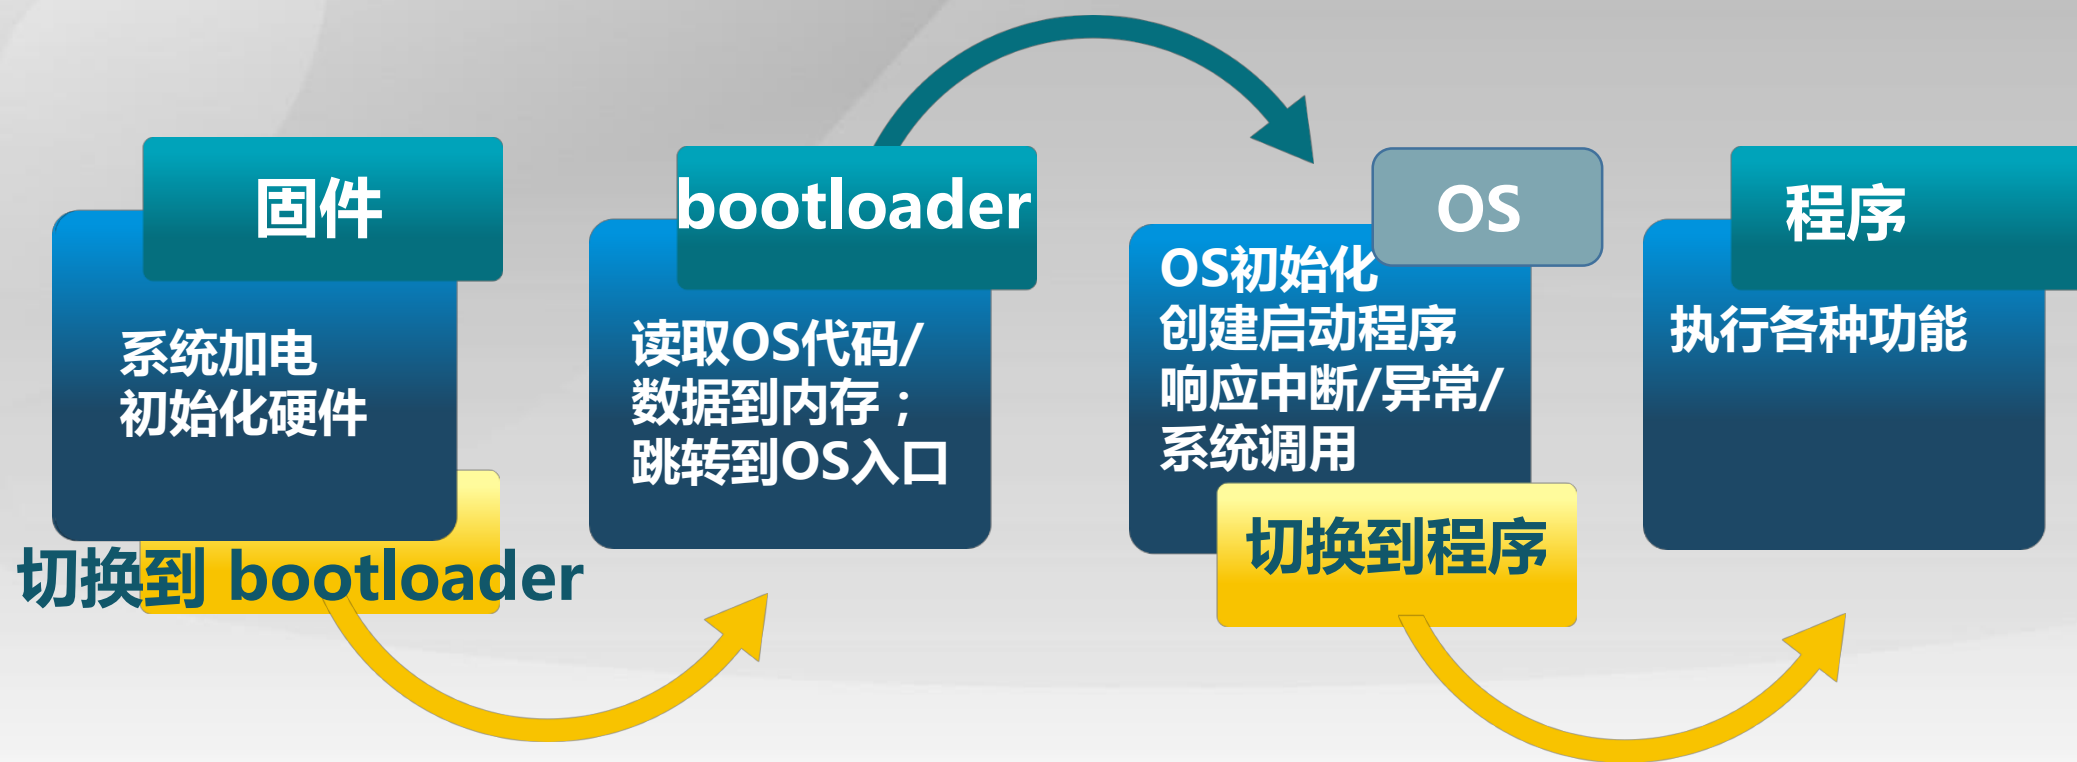 固件
系统加电
初始化硬件
切换到 bootloader
bootloader
读取OS代码/
数据到内存；
跳转到OS入口
OS
OS初始化
创建启动程序
响应中断/异常/
系统调用
切换到程序
程序
执行各种功能